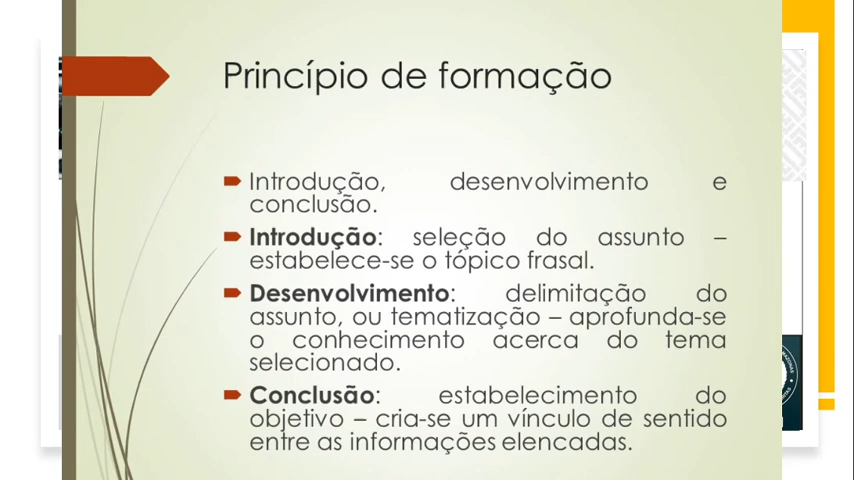 Princípio de formação
Introdução, desenvolvimento e
conclusão.
Introdução: seleção do assunto –
estabelece-se o tópico frasal.
Desenvolvimento: delimitação do
assunto, ou tematização – aprofunda-se
o conhecimento acerca do tema
selecionado.
Conclusão: estabelecimento do
objetivo – cria-se um vínculo de sentido
entre as informações elencadas.